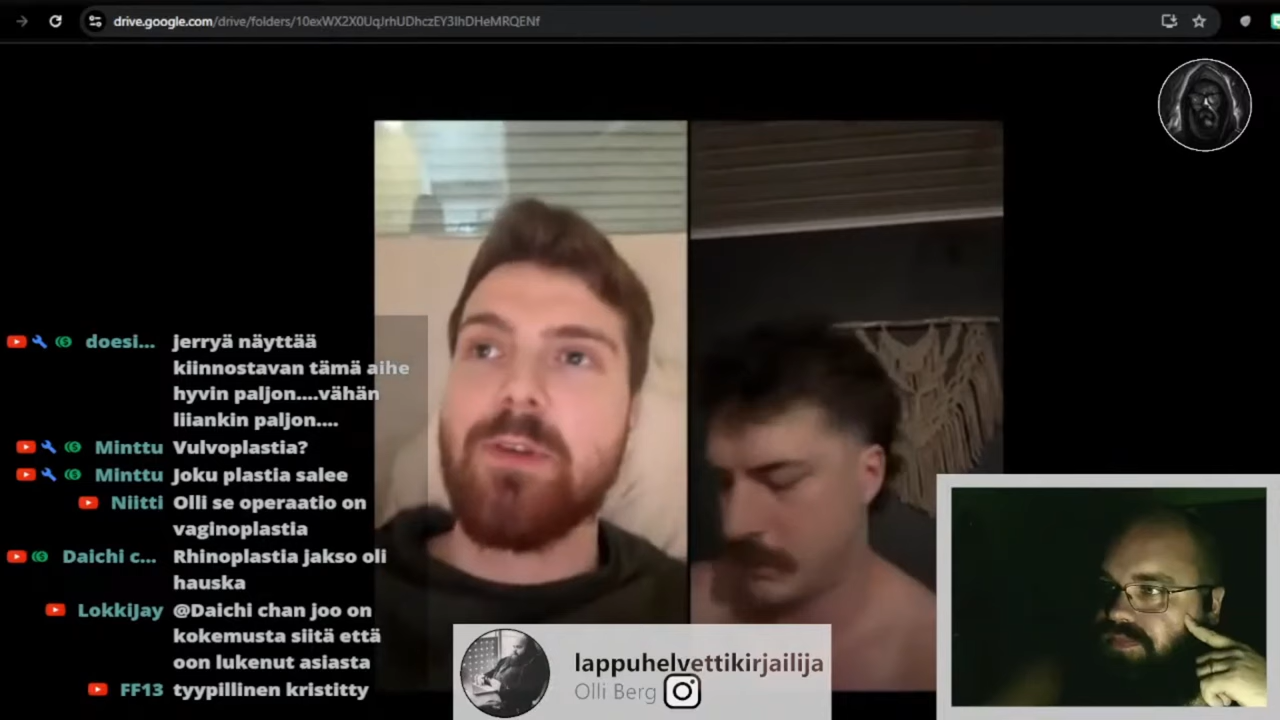 drive.google.com/drive/folders/10exWX2X0UqJrhUDhczEY3IhDHeMRQENf
doesi... jerryä näyttää
kiinnostavan tämä aihe
hyvin paljon....vähän
liiankin paljon....
Minttu Vulvoplastia?
Minttu Joku plastia salee
Niitti Olli se operaatio on
vaginoplastia
Daichi c... Rhinoplastia jakso oli
hauska
LokkiJay @Daichi chan joo on
kokemusta siitä että
oon lukenut asiasta
FF13 tyypillinen kristitty
lappuhelvettikirjailija
Olli Berg